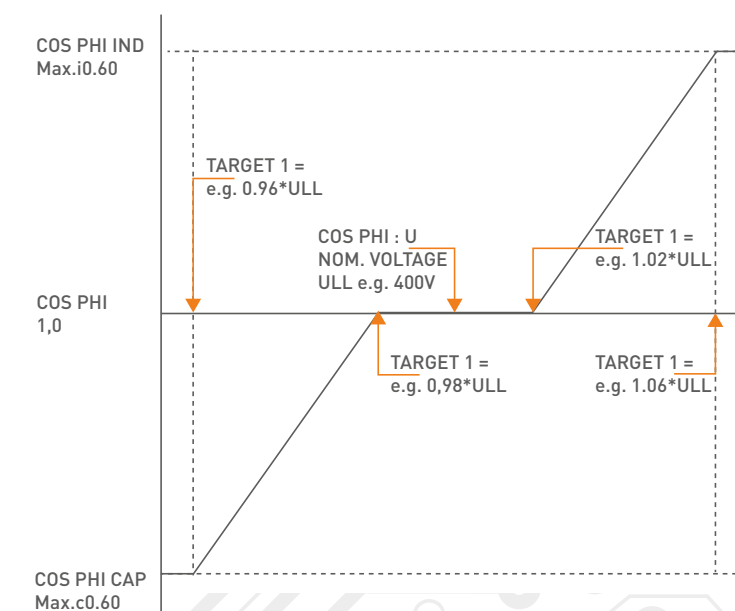 COS PHI IND
Max.i0.60
TARGET 1 =
e.g. 0.96*ULL
COS PHI : U
NOM. VOLTAGE
ULL e.g. 400V
TARGET 1 =
e.g. 1.02*ULL
COS PHI
1,0
TARGET 1 =
e.g. 0,98*ULL
TARGET 1 =
e.g. 1.06*ULL
COS PHI CAP
Max.c0.60